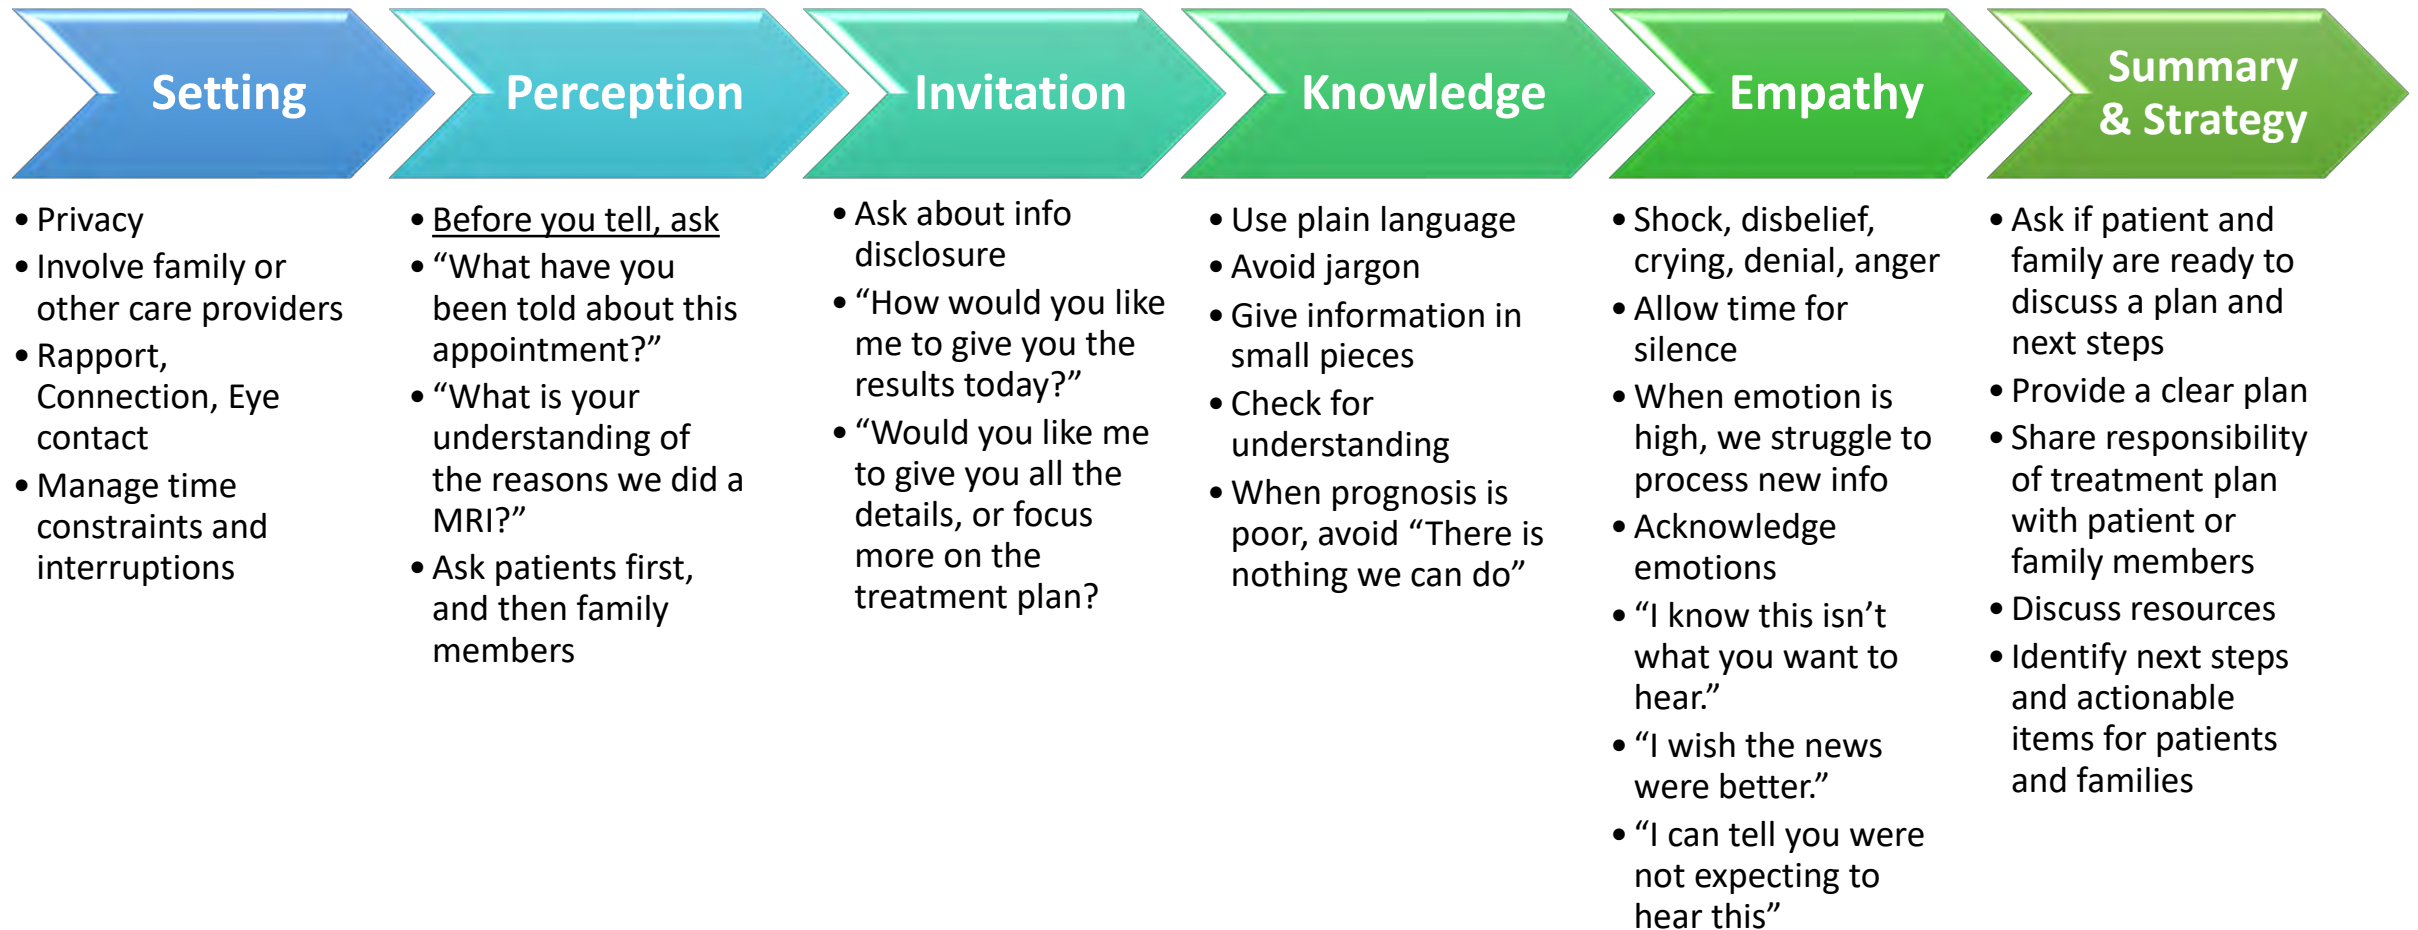 Setting
• Privacy
• Involve family or
other care providers
• Rapport,
Connection, Eye
contact
• Manage time
constraints and
interruptions
Perception
• Before you tell, ask
• “What have you
been told about this
appointment?”
• “What is your
understanding of
the reasons we did a
MRI?”
• Ask patients first,
and then family
members
Invitation
• Ask about info
disclosure
• “How would you like
me to give you the
results today?”
• “Would you like me
to give you all the
details, or focus
more on the
treatment plan?
Knowledge
• Use plain language
• Avoid jargon
• Give information in
small pieces
• Check for
understanding
• When prognosis is
poor, avoid “There is
nothing we can do”
Empathy
• Shock, disbelief,
crying, denial, anger
• Allow time for
silence
• When emotion is
high, we struggle to
process new info
• Acknowledge
emotions
• “I know this isn’t
what you want to
hear.”
• “I wish the news
were better.”
• “I can tell you were
not expecting to
hear this”
Summary
& Strategy
• Ask if patient and
family are ready to
discuss a plan and
next steps
• Provide a clear plan
• Share responsibility
of treatment plan
with patient or
family members
• Discuss resources
• Identify next steps
and actionable
items for patients
and families